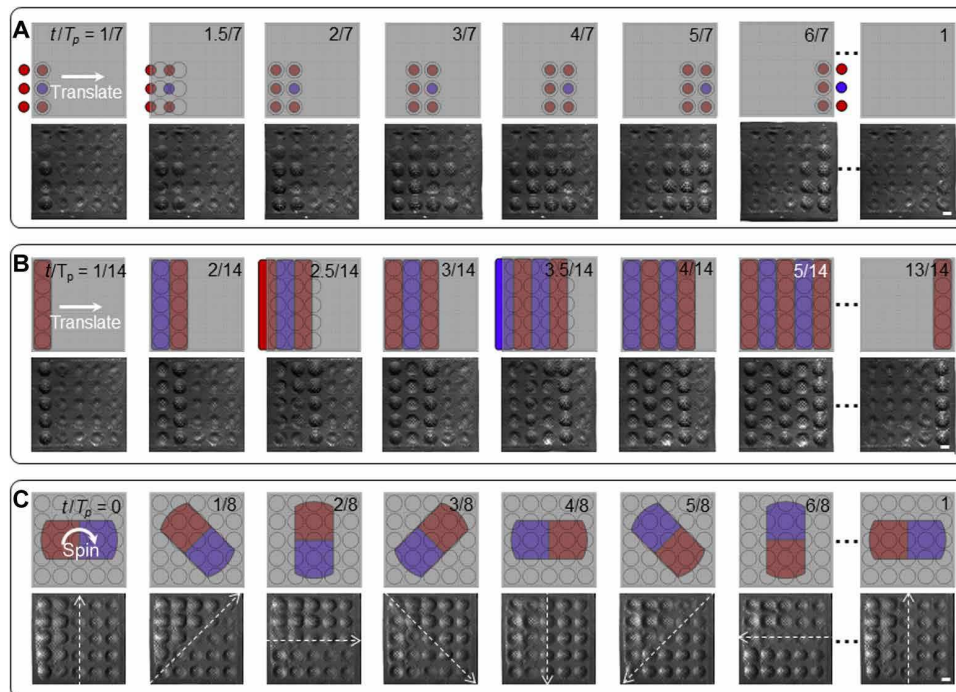 A t/Tp = 1/7 1.5/7 2/7 3/7 4/7 5/7 6/7 1
Translate
B t/Tp = 1/14 2/14 2.5/14 3/14 3.5/14 4/14 5/14 13/14
Translate
C t/Tp = 0 1/8 2/8 3/8 4/8 5/8 6/8 1
Spin